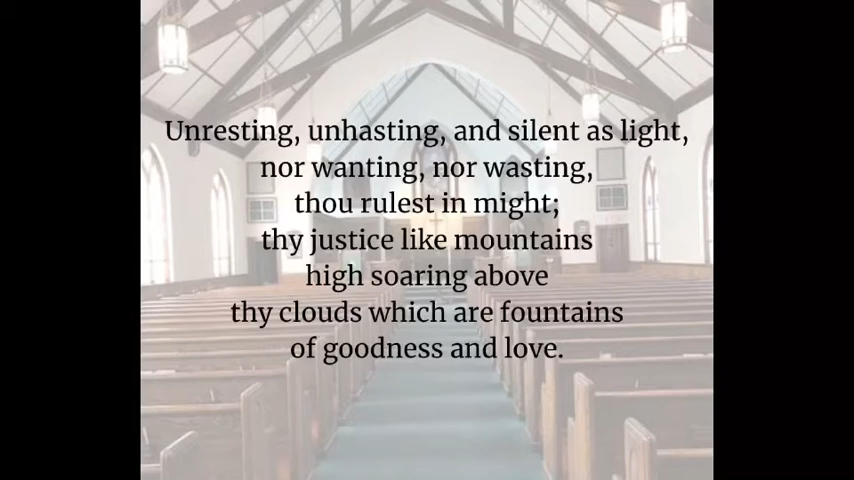 Unresting, unhasting, and silent as light,
nor wanting, nor wasting,
thou rulest in might;
thy justice like mountains
high soaring above
thy clouds which are fountains
of goodness and love.